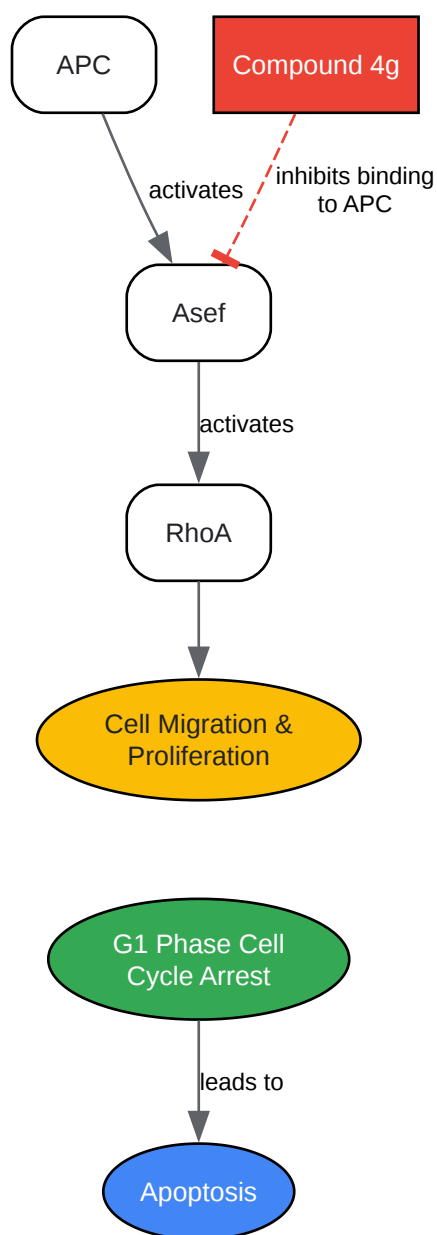 APC
Compound 4g
activates
inhibits binding
to APC
Asef
activates
RhoA
Cell Migration &
Proliferation
G1 Phase Cell
Cycle Arrest
leads to
Apoptosis